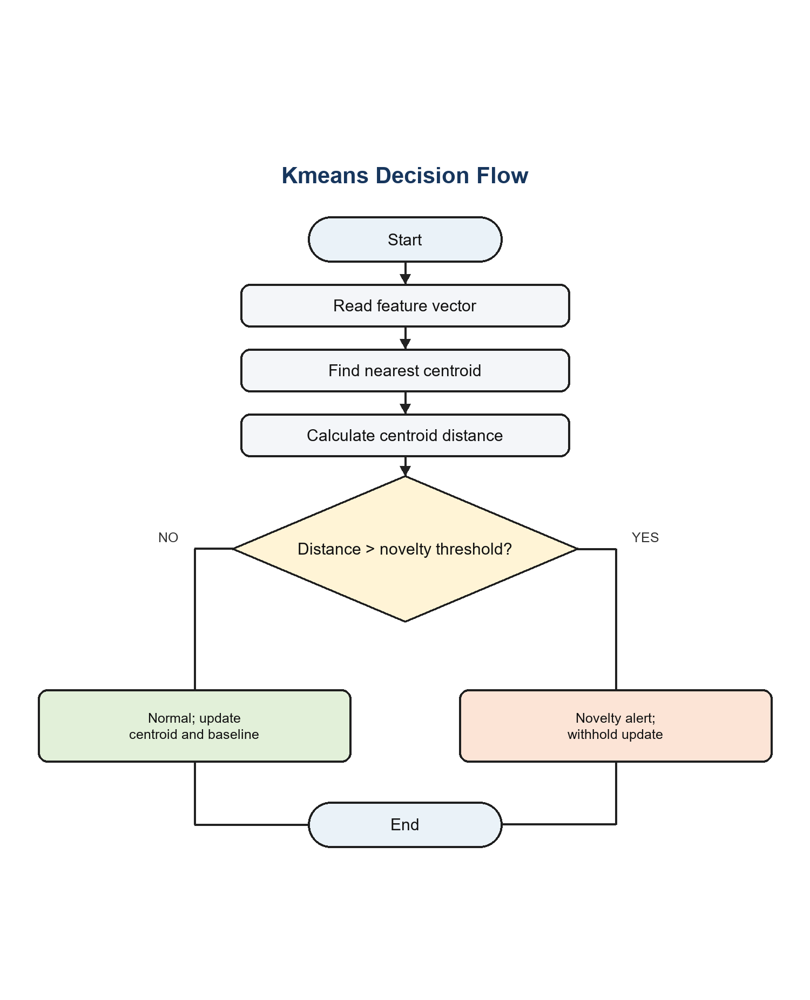 Kmeans Decision Flow
Start
Read feature vector
Find nearest centroid
Calculate centroid distance
Distance > novelty threshold?
NO
YES
Normal; update
centroid and baseline
Novelty alert;
withhold update
End